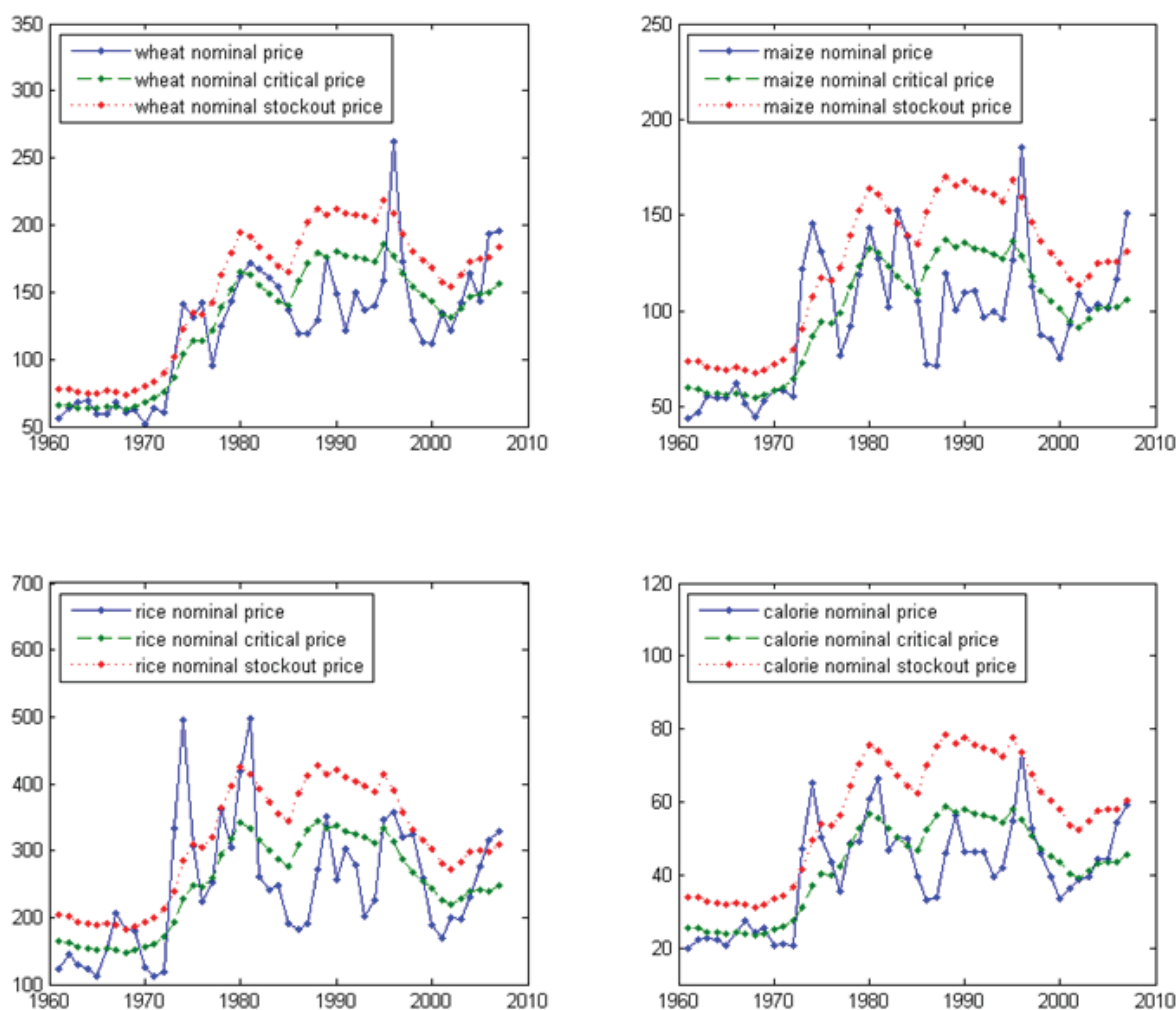 350
300
250
200
150
100
50
1960 1970 1980 1990 2000 2010
wheat nominal price
wheat nominal critical price
wheat nominal stockout price
250
200
150
100
50
1960 1970 1980 1990 2000 2010
maize nominal price
maize nominal critical price
maize nominal stockout price
700
600
500
400
300
200
100
1960 1970 1980 1990 2000 2010
rice nominal price
rice nominal critical price
rice nominal stockout price
120
100
80
60
40
20
1960 1970 1980 1990 2000 2010
calorie nominal price
calorie nominal critical price
calorie nominal stockout price